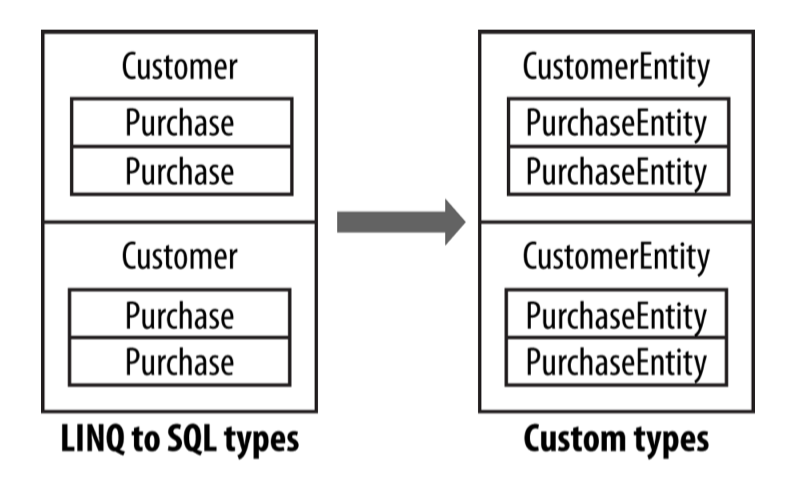 Customer
Purchase
Purchase
Customer
Purchase
Purchase
LINQ to SQL types
CustomerEntity
PurchaseEntity
PurchaseEntity
CustomerEntity
PurchaseEntity
PurchaseEntity
Custom types